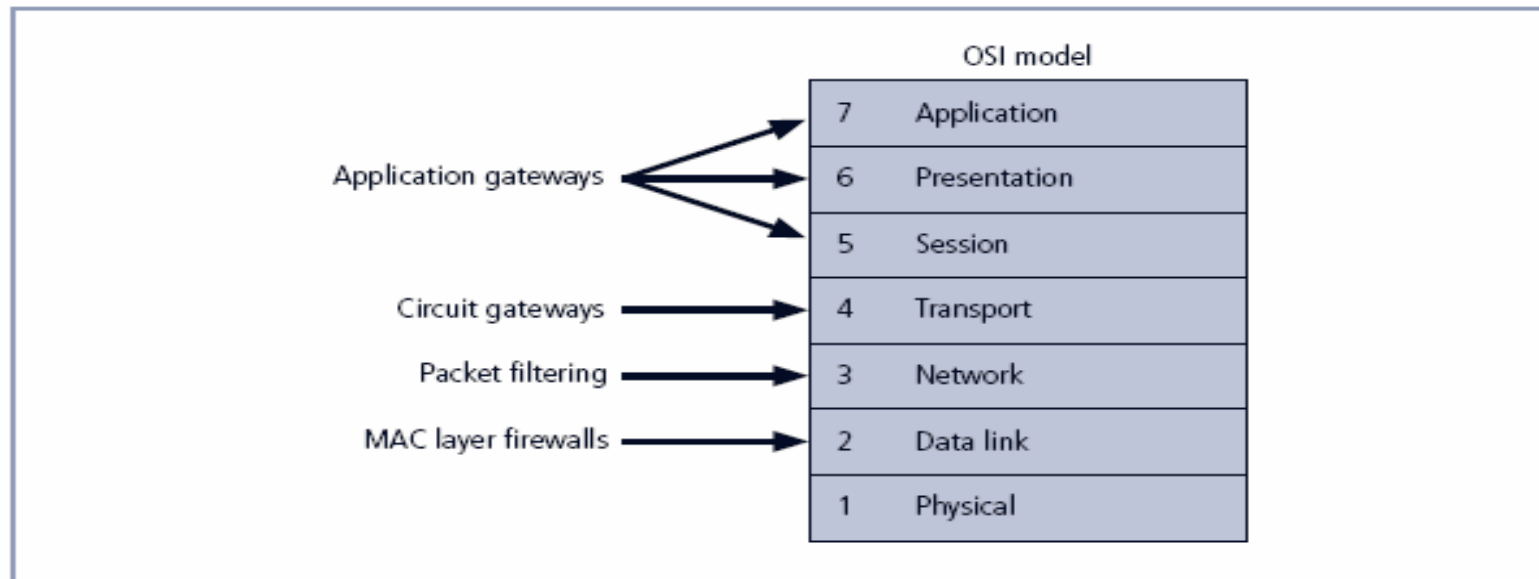 OSI model
7 Application
Application gateways
6 Presentation
5 Session
Circuit gateways
4 Transport
Packet filtering
3 Network
MAC layer firewalls
2 Data link
1 Physical